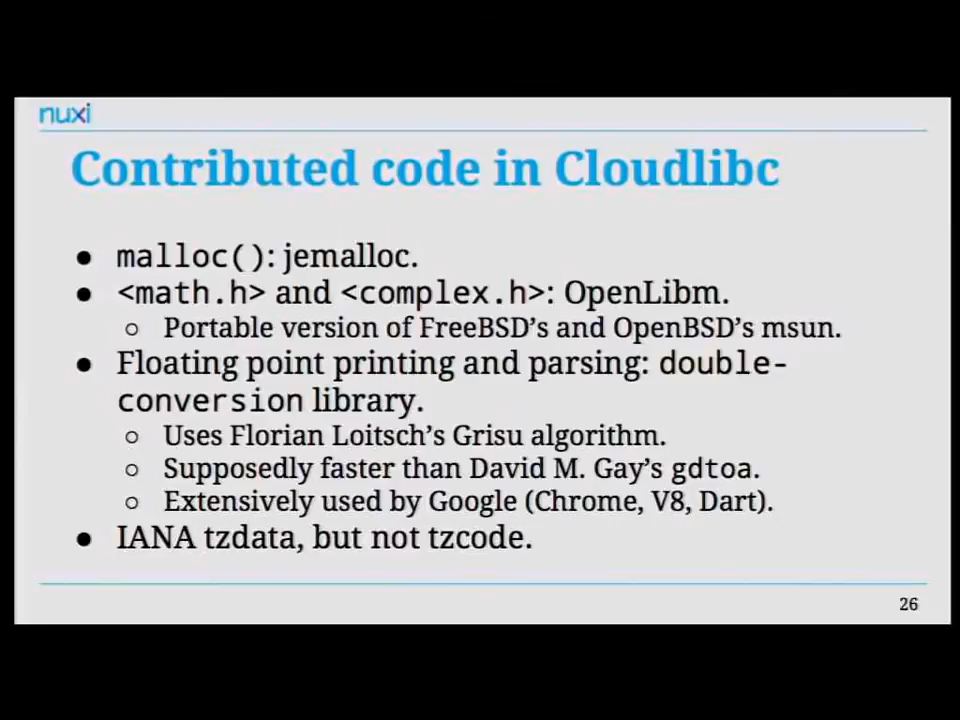 nuxi
Contributed code in Cloudlibc
● malloc(): jemalloc.
● <math.h> and <complex.h>: OpenLibm.
○ Portable version of FreeBSD’s and OpenBSD’s msun.
● Floating point printing and parsing: double-
conversion library.
○ Uses Florian Loitsch’s Grisu algorithm.
○ Supposedly faster than David M. Gay’s gdtoa.
○ Extensively used by Google (Chrome, V8, Dart).
● IANA tzdata, but not tzcode.
26